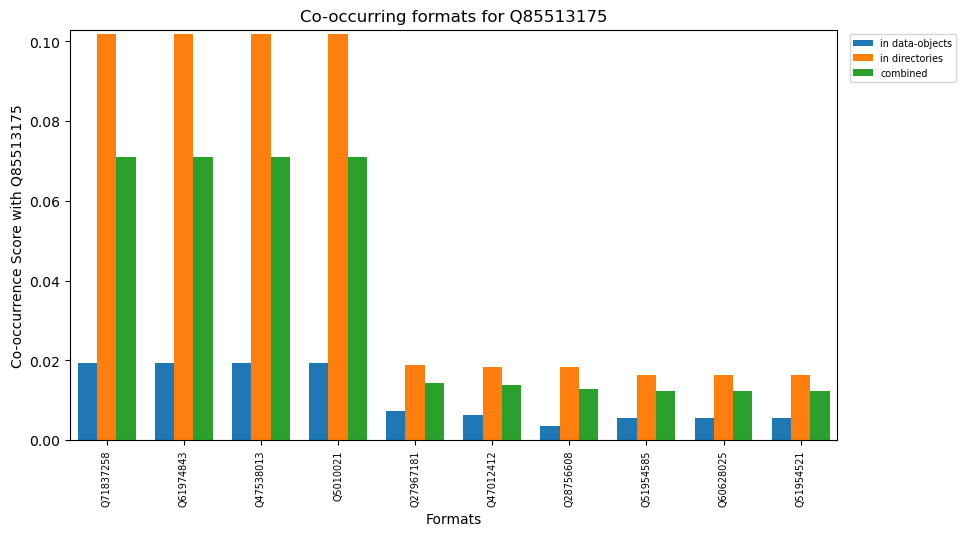 Co-occurring formats for Q85513175
in data-objects
in directories
combined
Co-occurrence Score with Q85513175
0.10
0.08
0.06
0.04
0.02
0.00
Q71837258
Q61974843
Q47538013
Q5100021
Q27967181
Q47012412
Q28756608
Q51954585
Q60628025
Q51954521
Formats